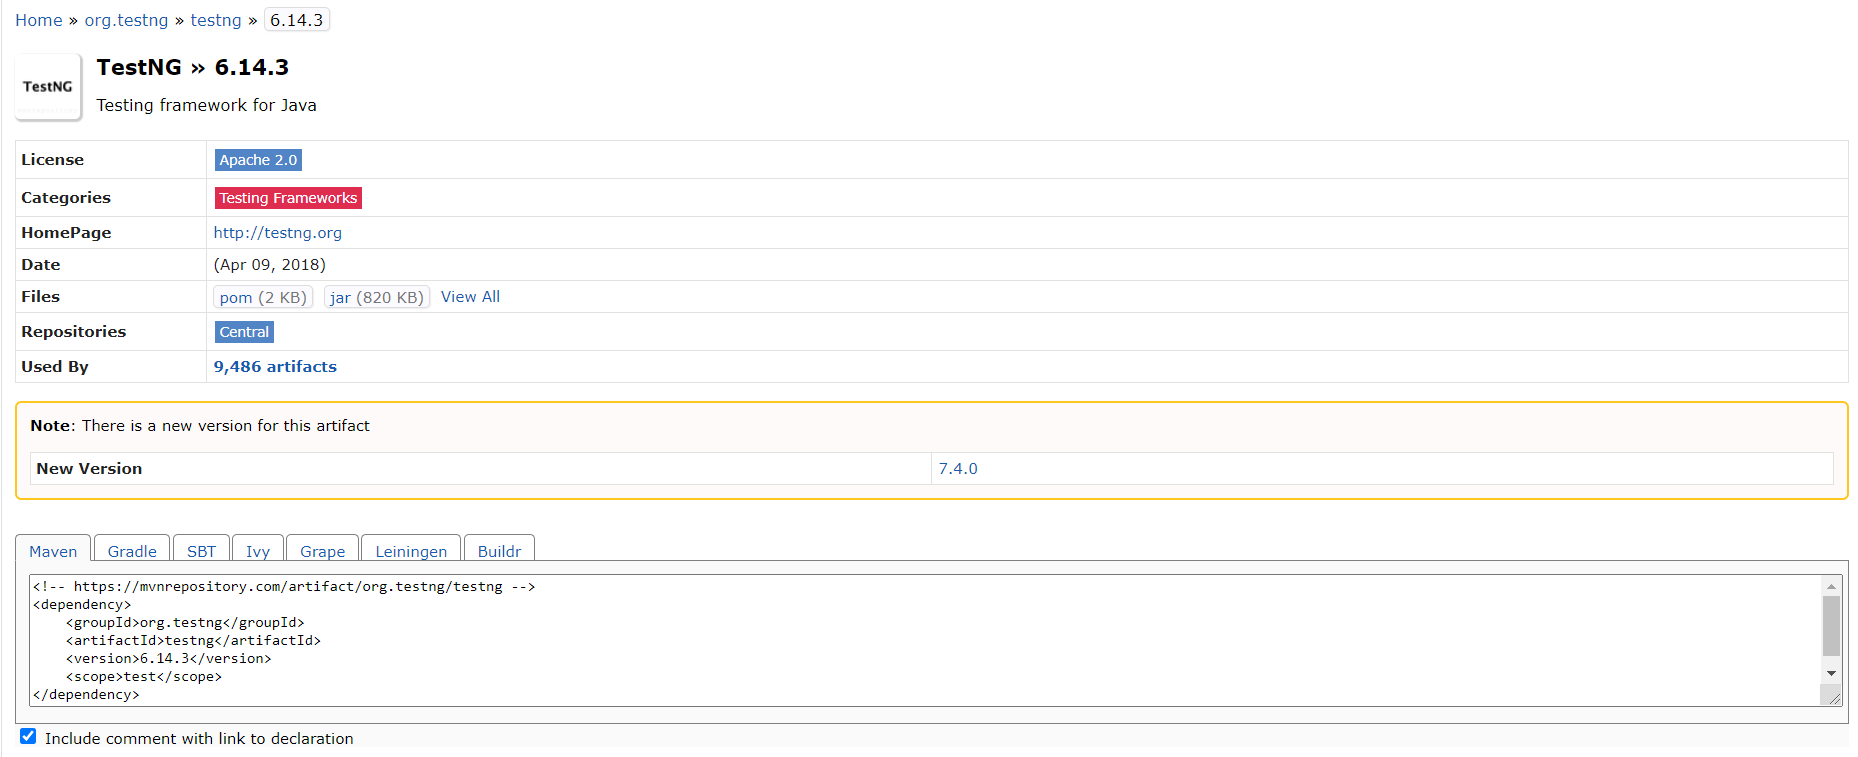 Home » org.testng » testng » 6.14.3
TestNG
TestNG » 6.14.3
Testing framework for Java
License Apache 2.0
Categories Testing Frameworks
HomePage http://testng.org
Date (Apr 09, 2018)
Files pom (2 KB) jar (820 KB) View All
Repositories Central
Used By 9,486 artifacts
Note: There is a new version for this artifact
New Version 7.4.0
Maven Gradle SBT Ivy Grape Leiningen Buildr
<!-- https://mvnrepository.com/artifact/org.testng/testng -->
<dependency>
    <groupId>org.testng</groupId>
    <artifactId>testng</artifactId>
    <version>6.14.3</version>
    <scope>test</scope>
</dependency>
Include comment with link to declaration